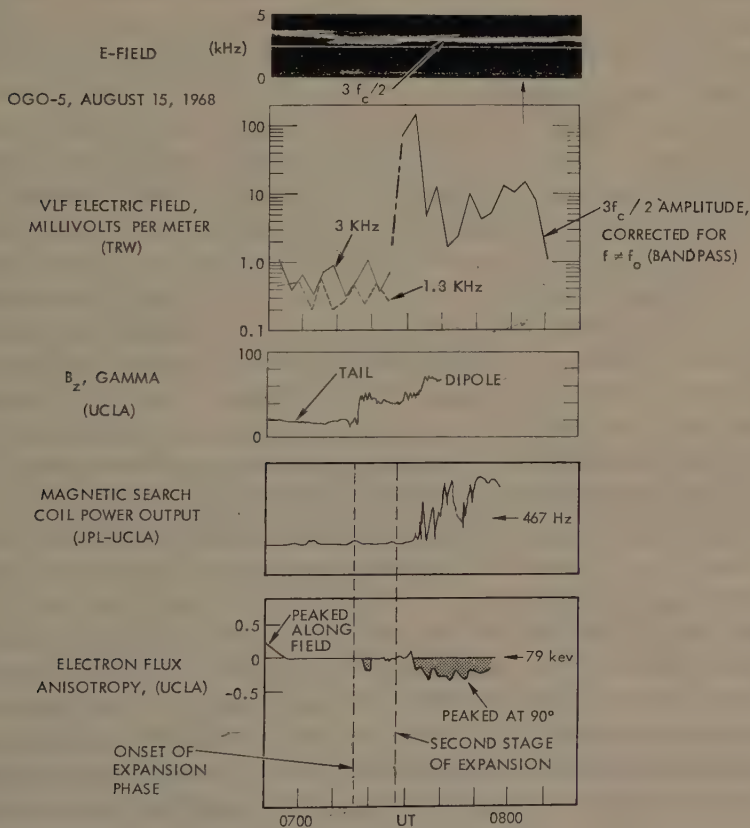 5
E-FIELD
(kHz)
0
3 f_c/2
OGO-5, AUGUST 15, 1968
100
10
1.0
0.1
VLF ELECTRIC FIELD,
MILLIVOLTS PER METER
(TRW)
3 KHz
1.3 KHz
3f_c / 2 AMPLITUDE,
CORRECTED FOR
f ≠ f_o (BANDPASS)
100
0
B_z, GAMMA
(UCLA)
TAIL
DIPOLE
MAGNETIC SEARCH
COIL POWER OUTPUT
(JPL-UCLA)
467 Hz
0.5
0
-0.5
PEAKED
ALONG
FIELD
ELECTRON FLUX
ANISOTROPY, (UCLA)
79 kev
PEAKED AT 90°
ONSET OF
EXPANSION
PHASE
SECOND STAGE
OF EXPANSION
0700
UT
0800